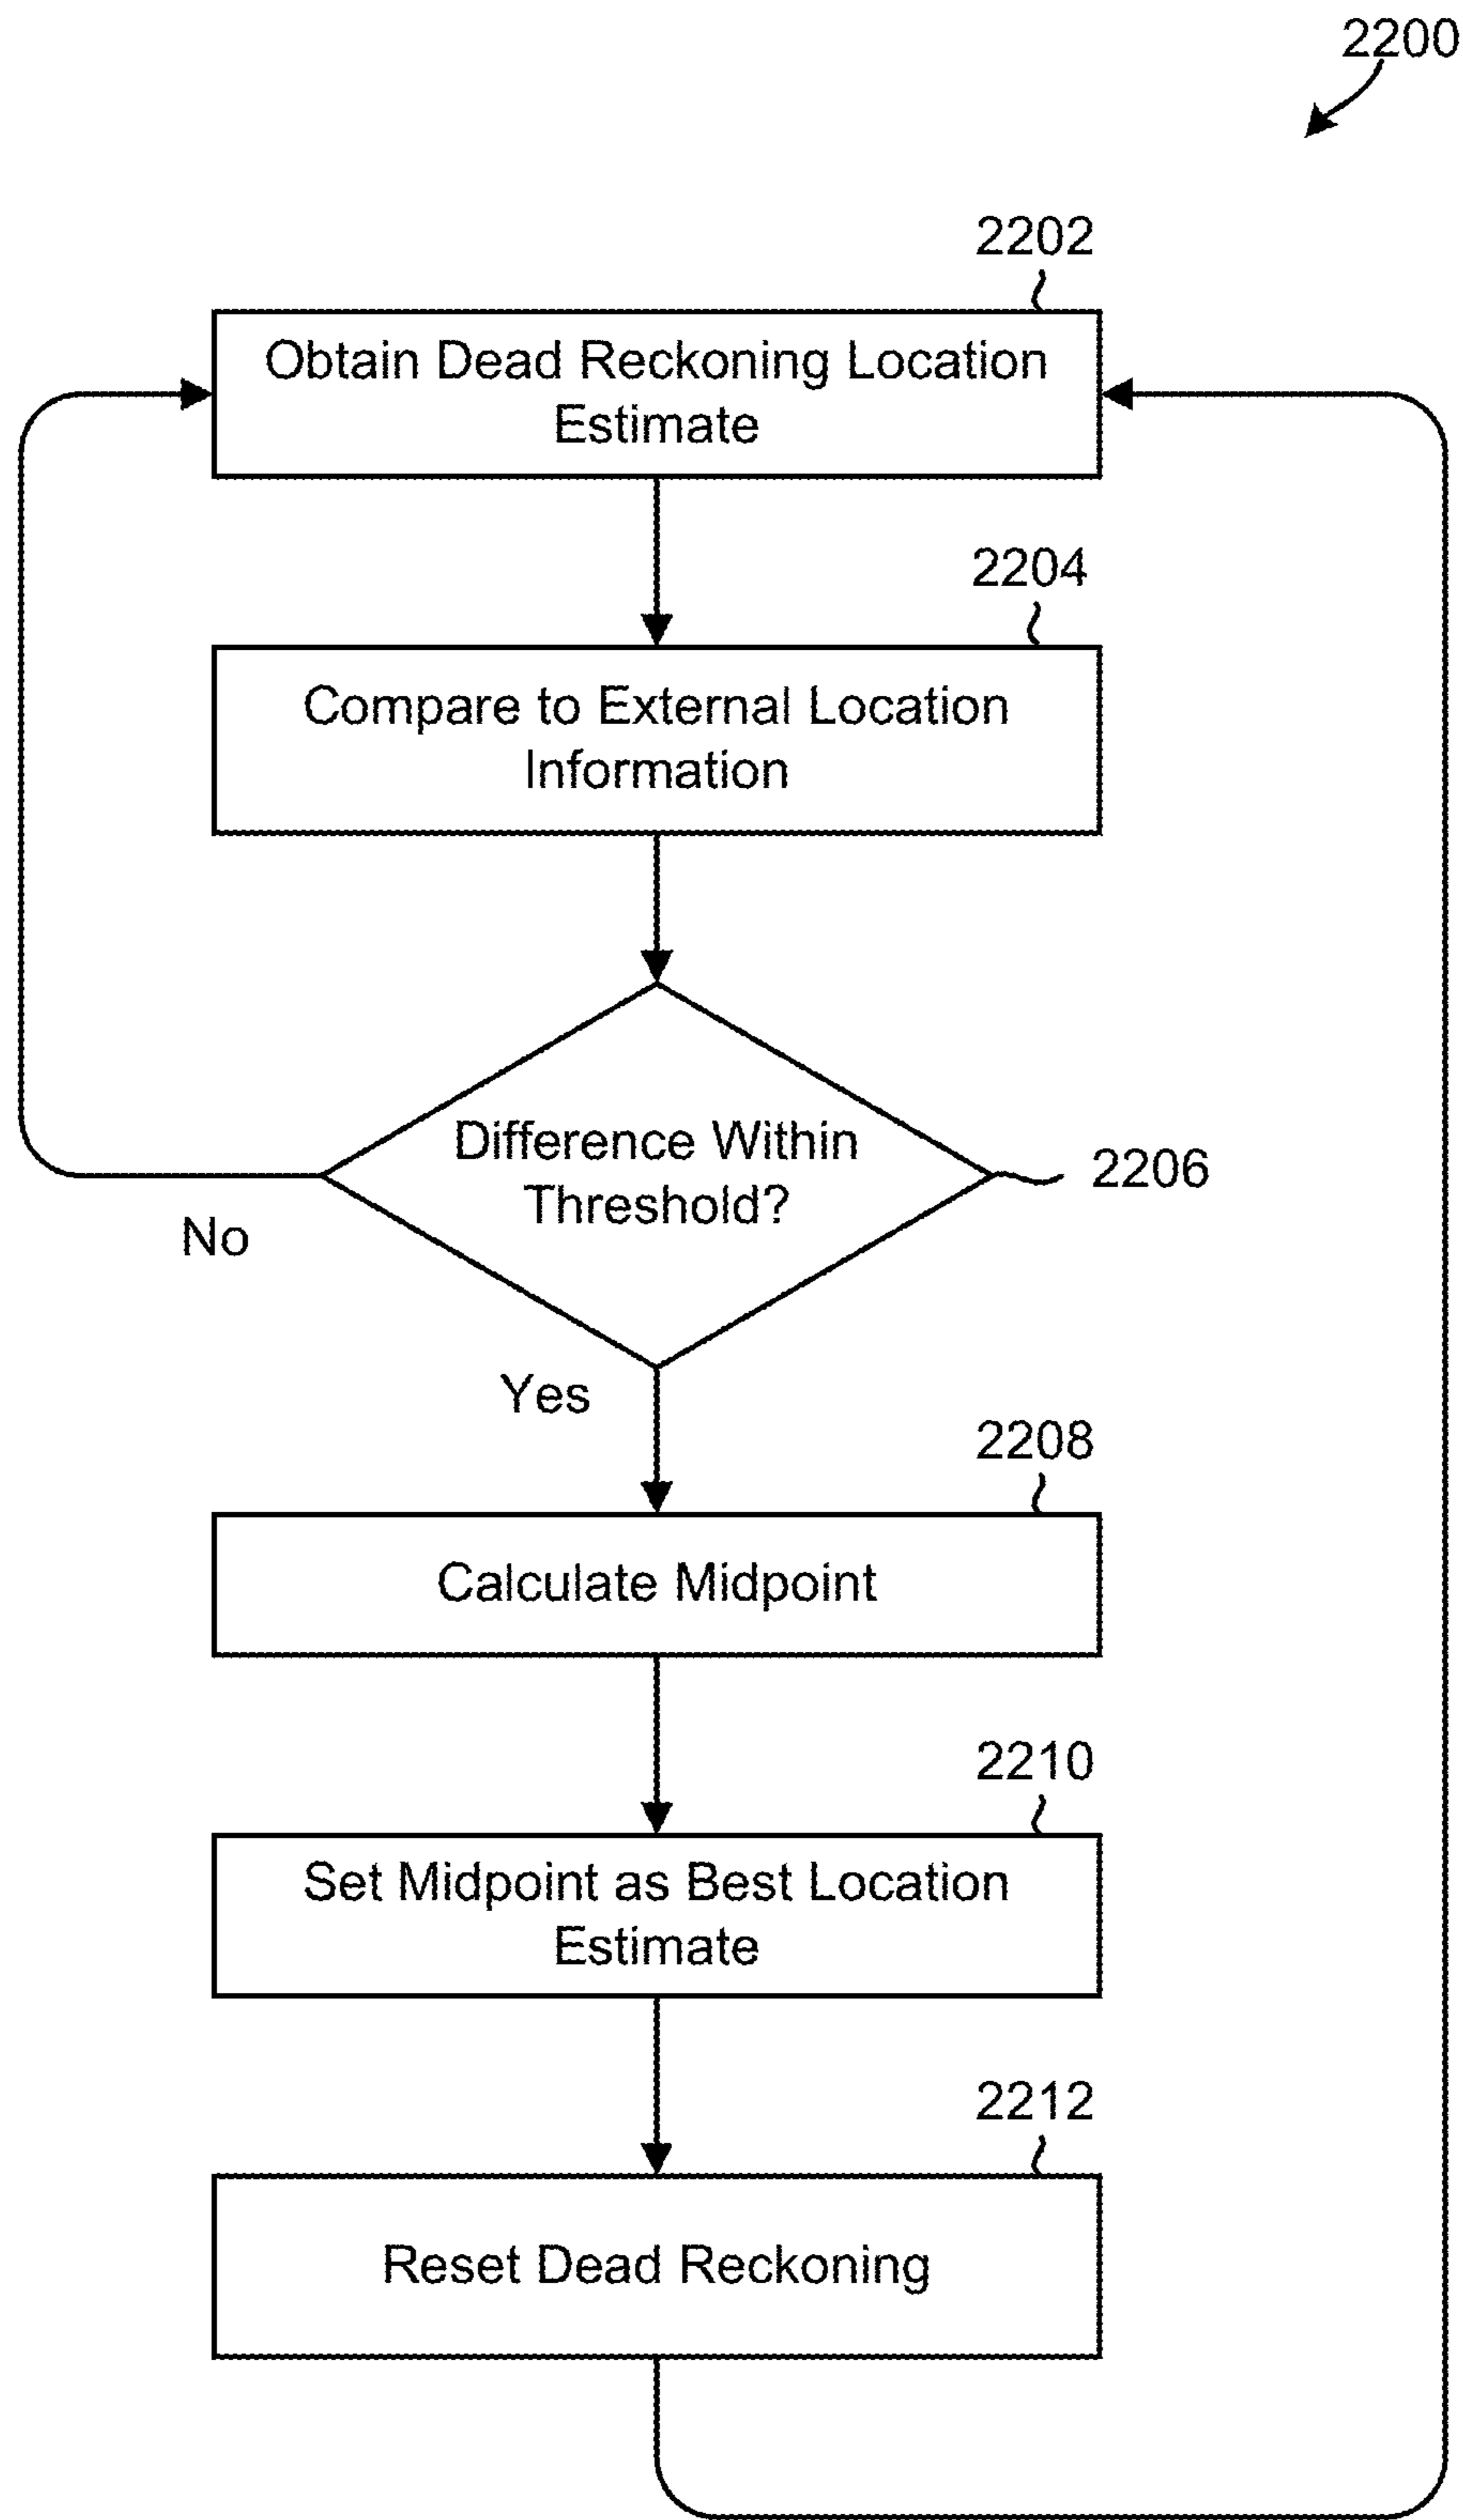 2200
2202
Obtain Dead Reckoning Location
Estimate
2204
Compare to External Location
Information
Difference Within
Threshold?
2206
No
Yes
2208
Calculate Midpoint
2210
Set Midpoint as Best Location
Estimate
2212
Reset Dead Reckoning